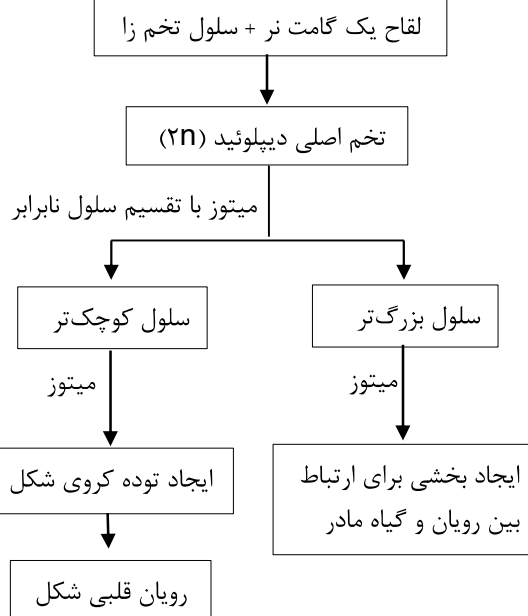 لقاح یک گامت نر + سلول تخم زا
تخم اصلی دیپلوئید (۲n)
میتوز با تقسیم سلول نابرابر
سلول بزرگ‌تر
سلول کوچک‌تر
میتوز
میتوز
ایجاد بخشی برای ارتباط
بین رویان و گیاه مادر
ایجاد توده کروی شکل
رویان قلبی شکل